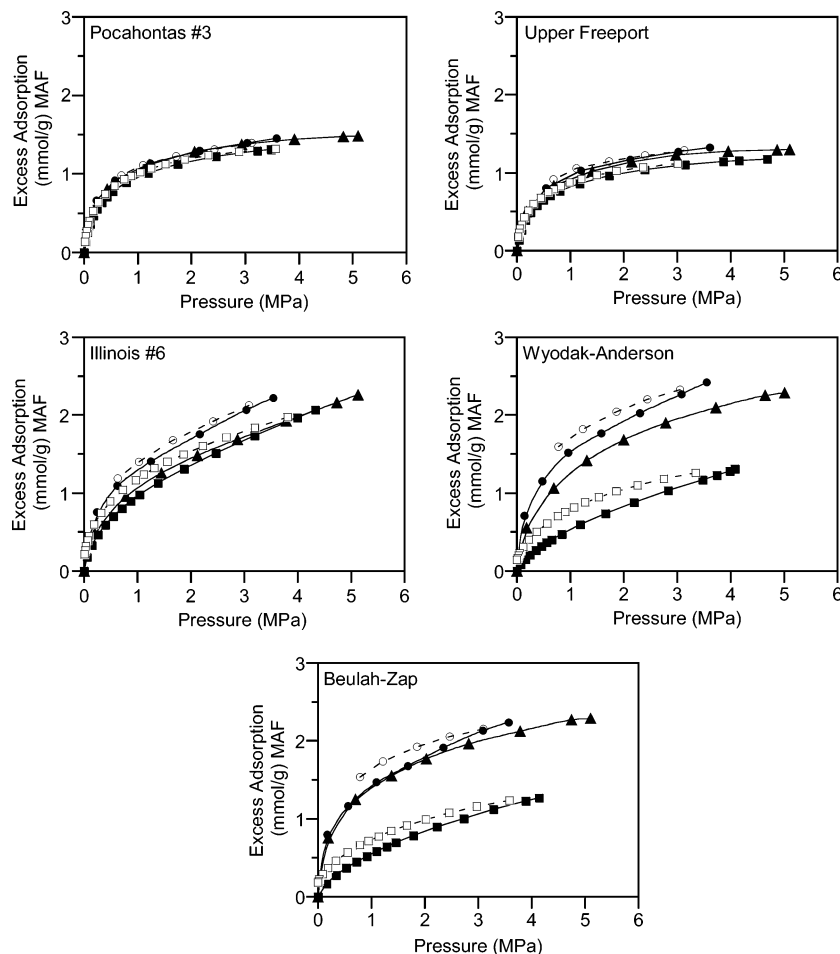 Pocahontas #3
Excess Adsorption
(mmol/g) MAF
3
2
1
0
0 1 2 3 4 5 6
Pressure (MPa)
Upper Freeport
Excess Adsorption
(mmol/g) MAF
3
2
1
0
0 1 2 3 4 5 6
Pressure (MPa)
Illinois #6
Excess Adsorption
(mmol/g) MAF
3
2
1
0
0 1 2 3 4 5 6
Pressure (MPa)
Wyodak-Anderson
Excess Adsorption
(mmol/g) MAF
3
2
1
0
0 1 2 3 4 5 6
Pressure (MPa)
Beulah-Zap
Excess Adsorption
(mmol/g) MAF
3
2
1
0
0 1 2 3 4 5 6
Pressure (MPa)